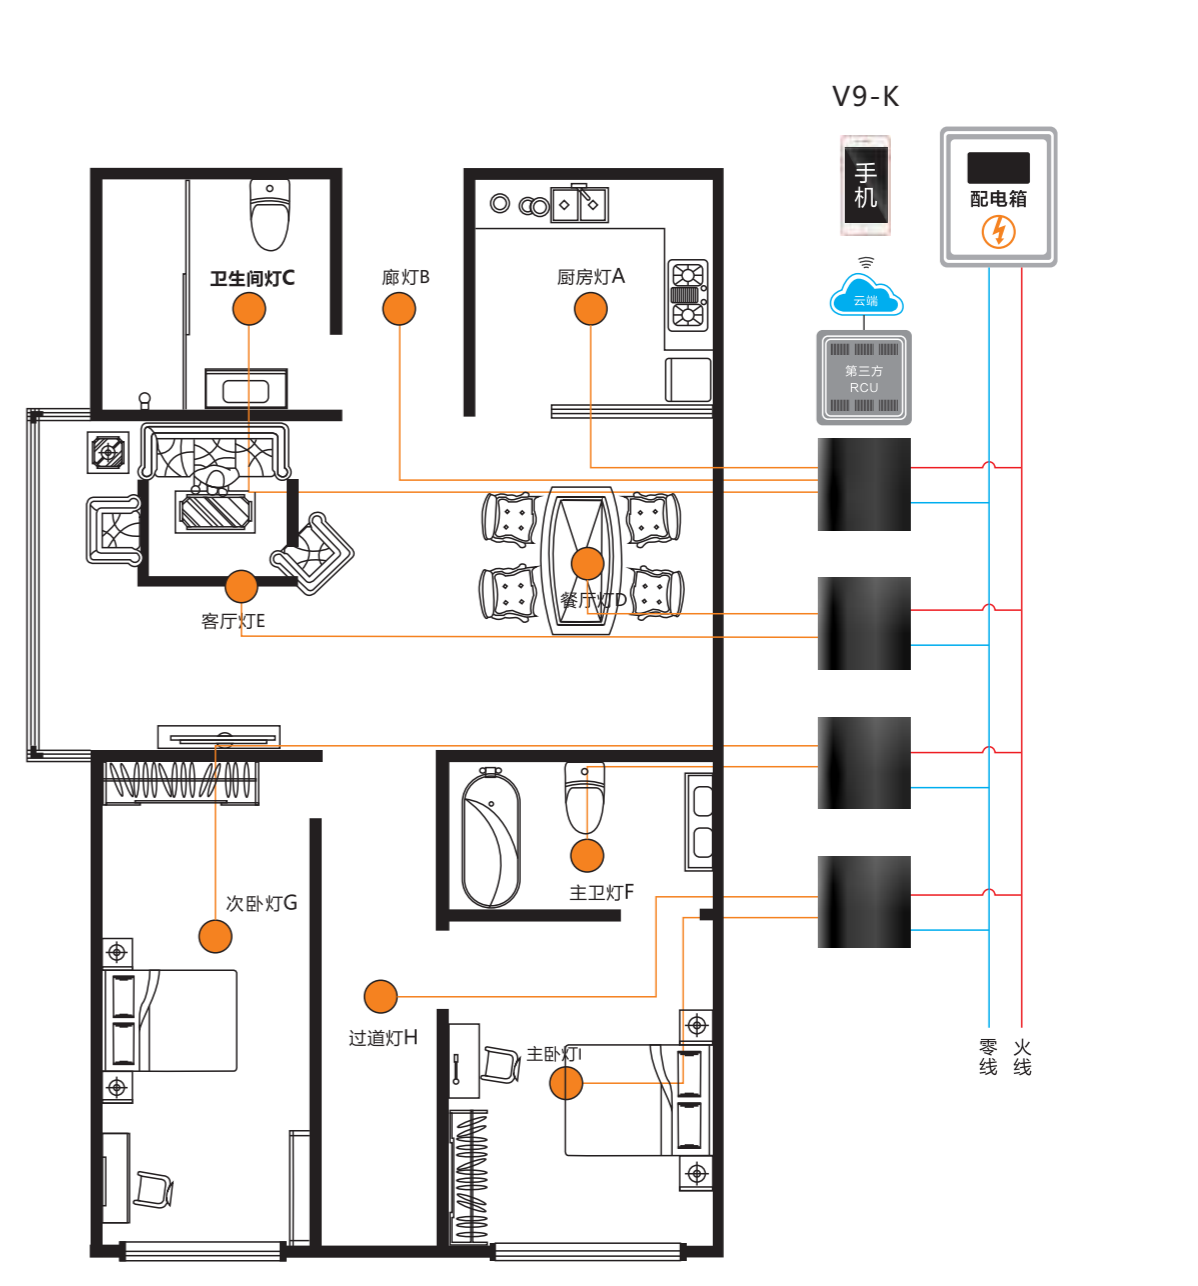 V9-K
手
机
配电箱
卫生间灯C
廊灯B
厨房灯A
云端
第三方
RCU
餐厅灯D
客厅灯E
主卫灯F
次卧灯G
过道灯H
主卧灯I
零
线
火
线